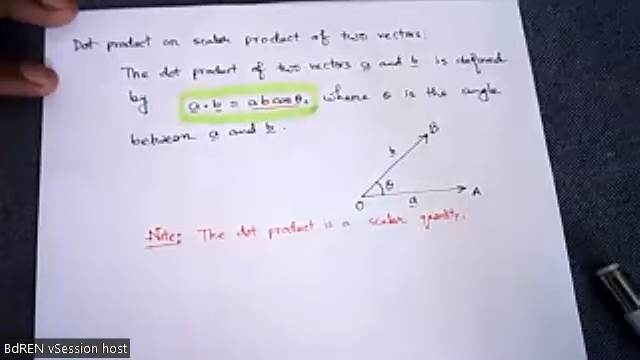 Dot product or scalar product of two vectors:
The dot product of two vectors a and b is defined
by a · b = ab cos θ, where θ is the angle
between a and b.
B
b
θ
O
a
A
Note: The dot product is a scalar quantity.
BdREN vSession host